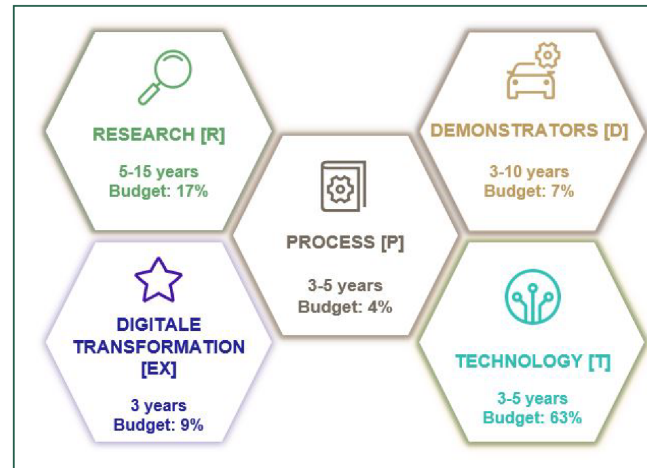 RESEARCH [R]
5-15 years
Budget: 17%
DEMONSTRATORS [D]
3-10 years
Budget: 7%
PROCESS [P]
3-5 years
Budget: 4%
DIGITALE
TRANSFORMATION
[EX]
3 years
Budget: 9%
TECHNOLOGY [T]
3-5 years
Budget: 63%